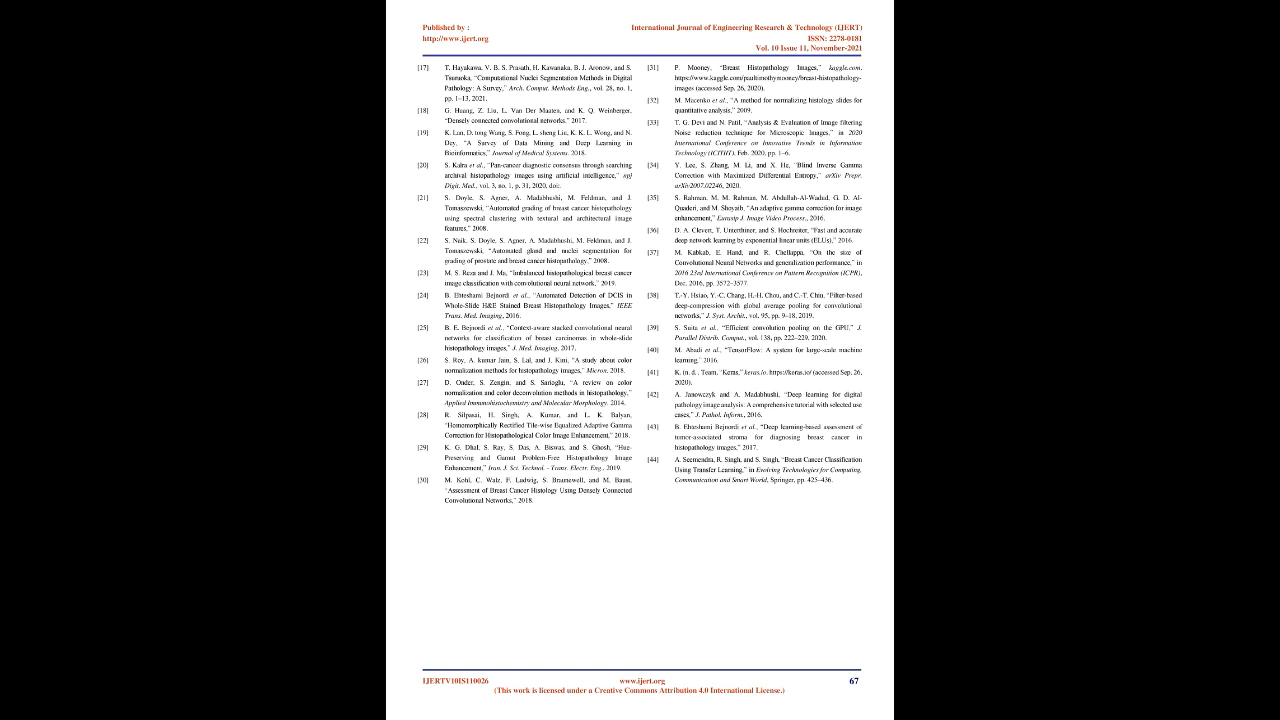 Published by :
http://www.ijert.org
International Journal of Engineering Research & Technology (IJERT)
ISSN: 2278-0181
Vol. 10 Issue 11, November-2021
[17] T. Hayakawa, V. B. S. Prasath, H. Kawanaka, B. J. Aronow, and S.
Tsuruoka, “Computational Nuclei Segmentation Methods in Digital
Pathology: A Survey,” Arch. Comput. Methods Eng., vol. 28, no. 1,
pp. 1–13, 2021.
[18] G. Huang, Z. Liu, L. Van Der Maaten, and K. Q. Weinberger,
“Densely connected convolutional networks,” 2017.
[19] K. Lan, D. tong Wang, S. Fong, L. sheng Liu, K. K. L. Wong, and N.
Dey, “A Survey of Data Mining and Deep Learning in
Bioinformatics,” Journal of Medical Systems. 2018.
[20] S. Kalra et al., “Pan-cancer diagnostic consensus through searching
archival histopathology images using artificial intelligence,” npj
Digit. Med., vol. 3, no. 1, p. 31, 2020, doi:.
[21] S. Doyle, S. Agner, A. Madabhushi, M. Feldman, and J.
Tomaszewski, “Automated grading of breast cancer histopathology
using spectral clustering with textural and architectural image
features,” 2008.
[22] S. Naik, S. Doyle, S. Agner, A. Madabhushi, M. Feldman, and J.
Tomaszewski, “Automated gland and nuclei segmentation for
grading of prostate and breast cancer histopathology,” 2008.
[23] M. S. Reza and J. Ma, “Imbalanced histopathological breast cancer
image classification with convolutional neural network,” 2019.
[24] B. Ehteshami Bejnordi et al., “Automated Detection of DCIS in
Whole-Slide H&E Stained Breast Histopathology Images,” IEEE
Trans. Med. Imaging, 2016.
[25] B. E. Bejnordi et al., “Context-aware stacked convolutional neural
networks for classification of breast carcinomas in whole-slide
histopathology images,” J. Med. Imaging, 2017.
[26] S. Roy, A. kumar Jain, S. Lal, and J. Kini, “A study about color
normalization methods for histopathology images,” Micron. 2018.
[27] D. Onder, S. Zengin, and S. Sarioglu, “A review on color
normalization and color deconvolution methods in histopathology,”
Applied Immunohistochemistry and Molecular Morphology. 2014.
[28] R. Silpasai, H. Singh, A. Kumar, and L. K. Balyan,
“Homomorphically Rectified Tile-wise Equalized Adaptive Gamma
Correction for Histopathological Color Image Enhancement,” 2018.
[29] K. G. Dhal, S. Ray, S. Das, A. Biswas, and S. Ghosh, “Hue-
Preserving and Gamut Problem-Free Histopathology Image
Enhancement,” Iran. J. Sci. Technol. - Trans. Electr. Eng., 2019.
[30] M. Kohl, C. Walz, F. Ludwig, S. Braunewell, and M. Baust,
“Assessment of Breast Cancer Histology Using Densely Connected
Convolutional Networks,” 2018.
[31] P. Mooney, “Breast Histopathology Images,” kaggle.com.
https://www.kaggle.com/paultimothymooney/breast-histopathology-
images (accessed Sep. 26, 2020).
[32] M. Macenko et al., “A method for normalizing histology slides for
quantitative analysis,” 2009.
[33] T. G. Devi and N. Patil, “Analysis & Evaluation of Image filtering
Noise reduction technique for Microscopic Images,” in 2020
International Conference on Innovative Trends in Information
Technology (ICITIIT), Feb. 2020, pp. 1–6.
[34] Y. Lee, S. Zhang, M. Li, and X. He, “Blind Inverse Gamma
Correction with Maximized Differential Entropy,” arXiv Prepr.
arXiv2007.02246, 2020.
[35] S. Rahman, M. M. Rahman, M. Abdullah-Al-Wadud, G. D. Al-
Quaderi, and M. Shoyaib, “An adaptive gamma correction for image
enhancement,” Eurasip J. Image Video Process., 2016.
[36] D. A. Clevert, T. Unterthiner, and S. Hochreiter, “Fast and accurate
deep network learning by exponential linear units (ELUs),” 2016.
[37] M. Kabkab, E. Hand, and R. Chellappa, “On the size of
Convolutional Neural Networks and generalization performance,” in
2016 23rd International Conference on Pattern Recognition (ICPR),
Dec. 2016, pp. 3572–3577.
[38] T.-Y. Hsiao, Y.-C. Chang, H.-H. Chou, and C.-T. Chiu, “Filter-based
deep-compression with global average pooling for convolutional
networks,” J. Syst. Archit., vol. 95, pp. 9–18, 2019.
[39] S. Suita et al., “Efficient convolution pooling on the GPU,” J.
Parallel Distrib. Comput., vol. 138, pp. 222–229, 2020.
[40] M. Abadi et al., “TensorFlow: A system for large-scale machine
learning,” 2016.
[41] K. (n. d. . Team, “Keras,” keras.io. https://keras.io/ (accessed Sep. 26,
2020).
[42] A. Janowczyk and A. Madabhushi, “Deep learning for digital
pathology image analysis: A comprehensive tutorial with selected use
cases,” J. Pathol. Inform., 2016.
[43] B. Ehteshami Bejnordi et al., “Deep learning-based assessment of
tumor-associated stroma for diagnosing breast cancer in
histopathology images,” 2017.
[44] A. Seemendra, R. Singh, and S. Singh, “Breast Cancer Classification
Using Transfer Learning,” in Evolving Technologies for Computing,
Communication and Smart World, Springer, pp. 425–436.
IJERTV10IS110026
www.ijert.org
67
(This work is licensed under a Creative Commons Attribution 4.0 International License.)